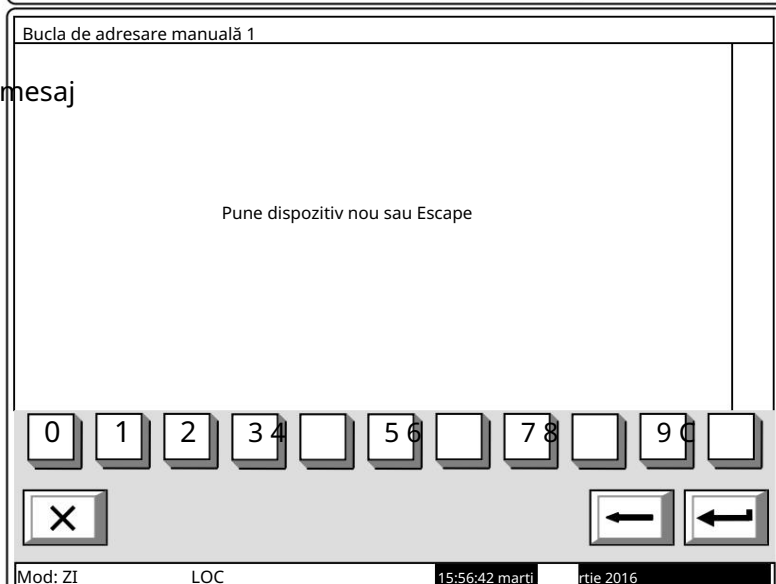 Bucla de adresare manuală 1
mesaj
Pune dispozitiv nou sau Escape
0 1 2 3 4 5 6 7 8 9 C
Mod: ZI LOC 15:56:42 marti rtie 2016